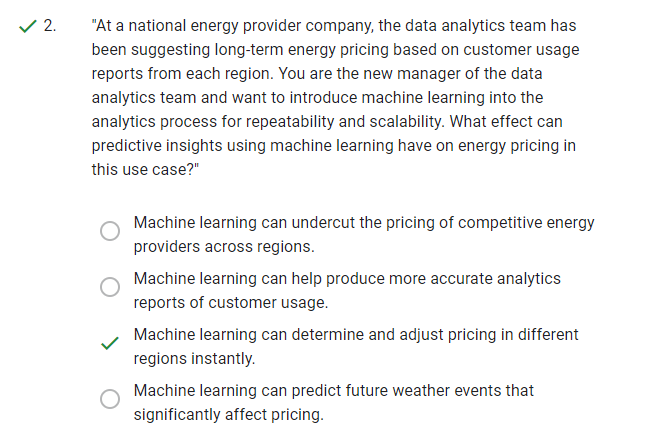 2. "At a national energy provider company, the data analytics team has
been suggesting long-term energy pricing based on customer usage
reports from each region. You are the new manager of the data
analytics team and want to introduce machine learning into the
analytics process for repeatability and scalability. What effect can
predictive insights using machine learning have on energy pricing in
this use case?"
Machine learning can undercut the pricing of competitive energy
providers across regions.
Machine learning can help produce more accurate analytics
reports of customer usage.
Machine learning can determine and adjust pricing in different
regions instantly.
Machine learning can predict future weather events that
significantly affect pricing.